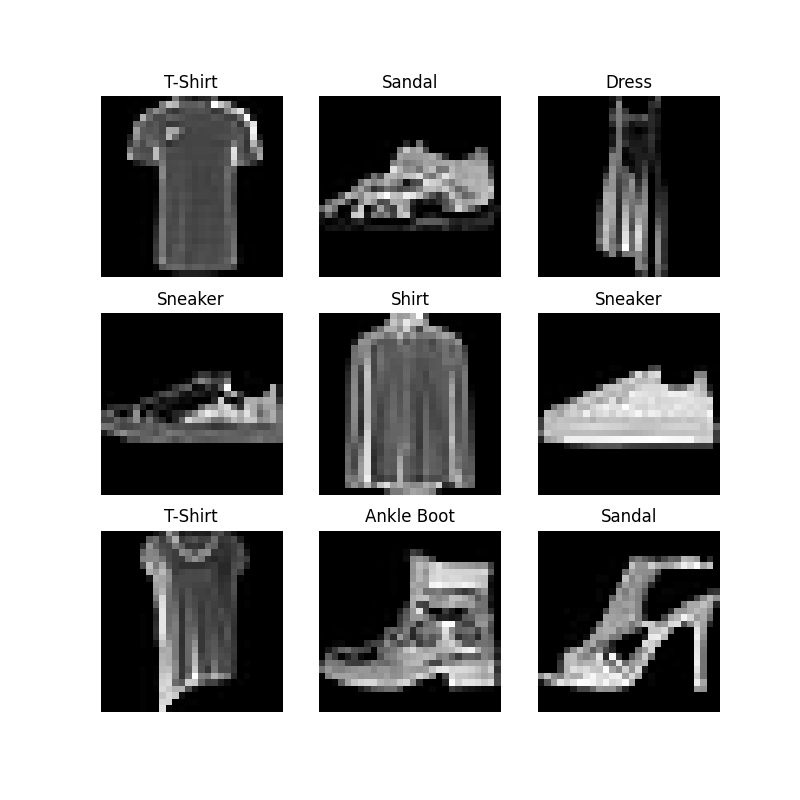 T-Shirt
Sandal
Dress
Sneaker
Shirt
Sneaker
T-Shirt
Ankle Boot
Sandal